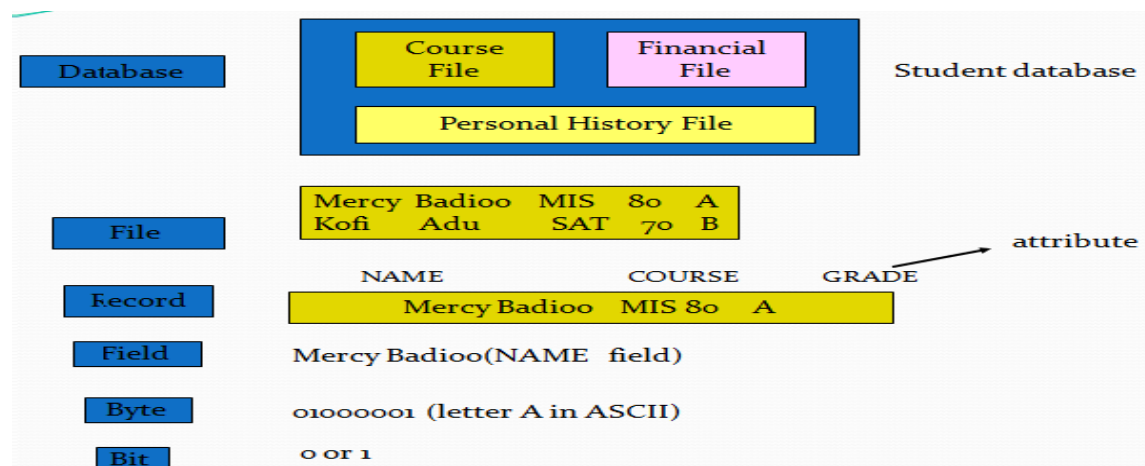 Database
Course File
Financial File
Student database
Personal History File
File
Mercy Badioo MIS 80 A
Kofi Adu SAT 70 B
attribute
NAME COURSE GRADE
Record
Mercy Badioo MIS 80 A
Field
Mercy Badioo(NAME field)
Byte
01000001 (letter A in ASCII)
Bit
0 or 1